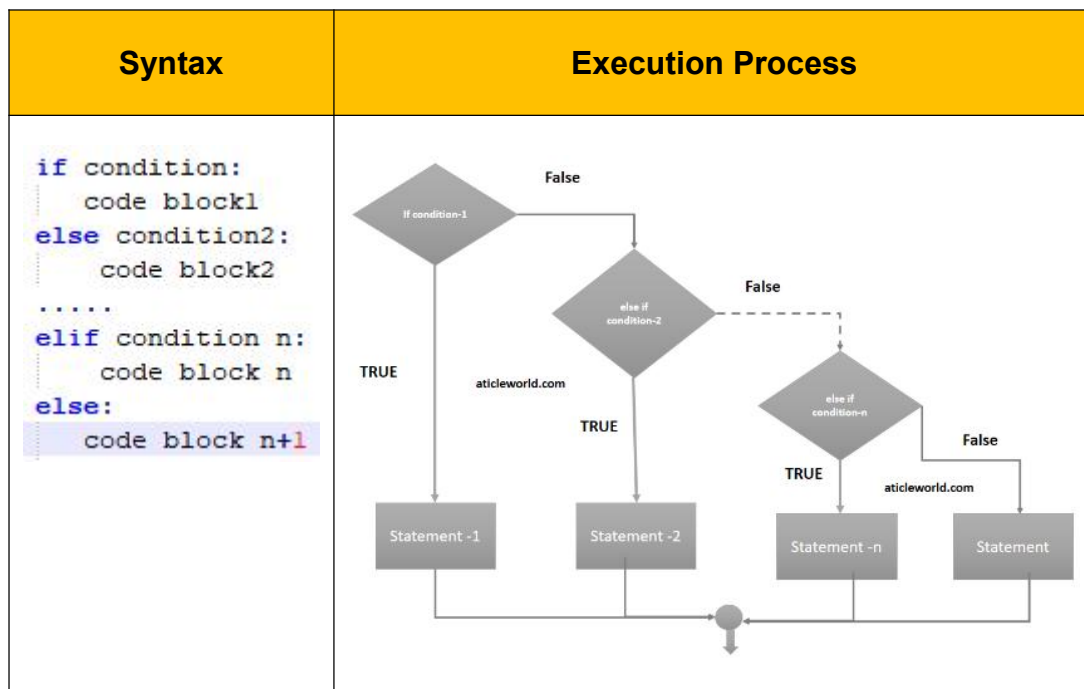 Syntax
Execution Process
if condition:
code block1
else condition2:
code block2
.....
elif condition n:
code block n
else:
code block n+1
False
If condition-1
False
else if
condition-2
TRUE
aticleworld.com
else if
condition-n
TRUE
False
TRUE
aticleworld.com
Statement -1
Statement -2
Statement -n
Statement